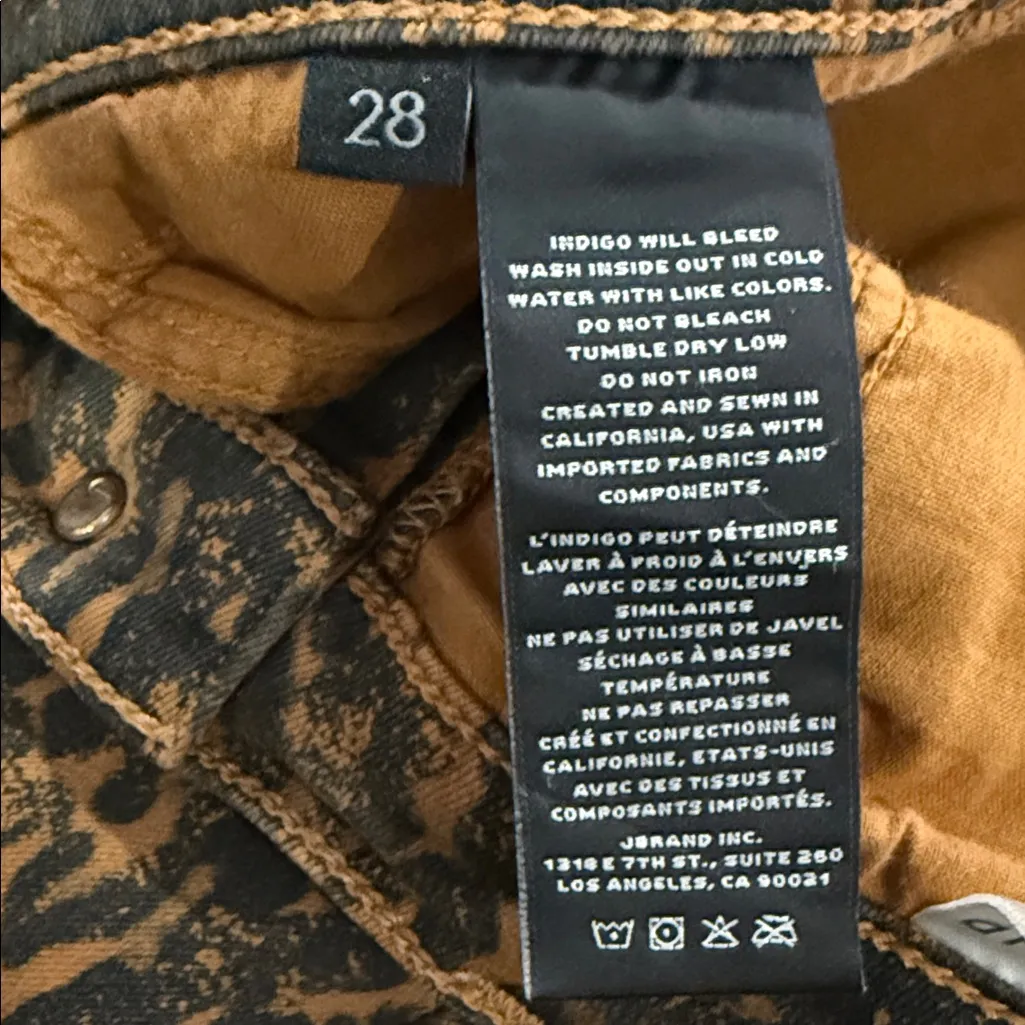 28
INDIGO WILL BLEED
WASH INSIDE OUT IN COLD
WATER WITH LIKE COLORS.
DO NOT BLEACH
TUMBLE DRY LOW
DO NOT IRON
CREATED AND SEWN IN
CALIFORNIA, USA WITH
IMPORTED FABRICS AND
COMPONENTS.
L'INDIGO PEUT DÉTEINDRE
LAVER À FROID À L'ENVERS
AVEC DES COULEURS
SIMILAIRES
NE PAS UTILISER DE JAVEL
SÉCHAGE À BASSE
TEMPÉRATURE
NE PAS REPASSER
CRÉÉ ET CONFECTIONNÉ EN
CALIFORNIE, ETATS-UNIS
AVEC DES TISSUS ET
COMPOSANTS IMPORTÉS.
JBRAND INC.
E 7TH ST., SUITE 260
LOS ANGELES, CA 90021